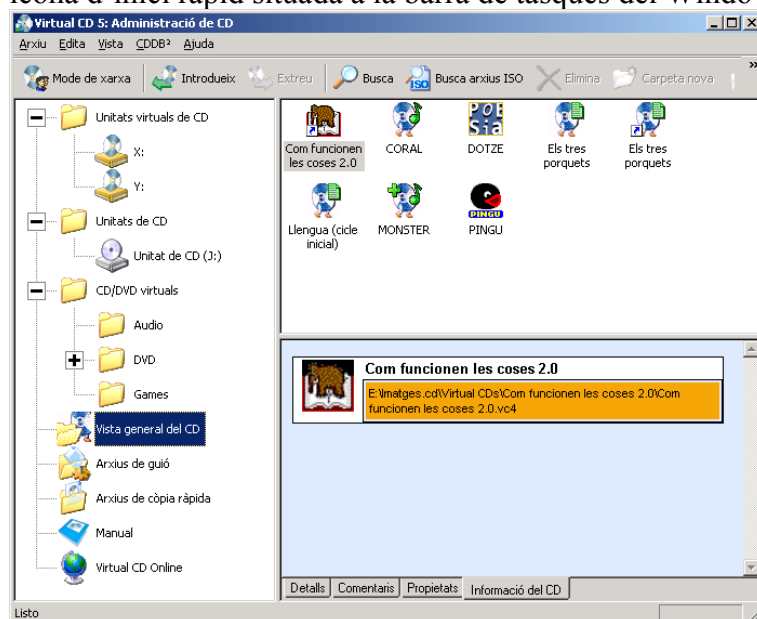 icona d'inici ràpid situada a la barra de tasques del Windo
Virtual CD 5: Administració de CD
Arxiu Edita Vista CDDB² Ajuda
Mode de xarxa Introdueix Extreu Busca Busca arxius ISO Elimina Carpeta nova »
Unitats virtuals de CD
X:
Y:
Unitats de CD
Unitat de CD (J:)
CD/DVD virtuals
Audio
DVD
Games
Vista general del CD
Arxius de guió
Arxius de còpia ràpida
Manual
Virtual CD Online
Com funcionen
les coses 2.0
CORAL
POE
Sia
DOTZE
Els tres
porquets
Els tres
porquets
Llengua (cicle
inicial)
MONSTER
PINGU
PINGU
Com funcionen les coses 2.0
E:\Imatges.cd\Virtual CDs\Com funcionen les coses 2.0\Com
funcionen les coses 2.0.vc4
Detalls Comentaris Propietats Informació del CD
Listo